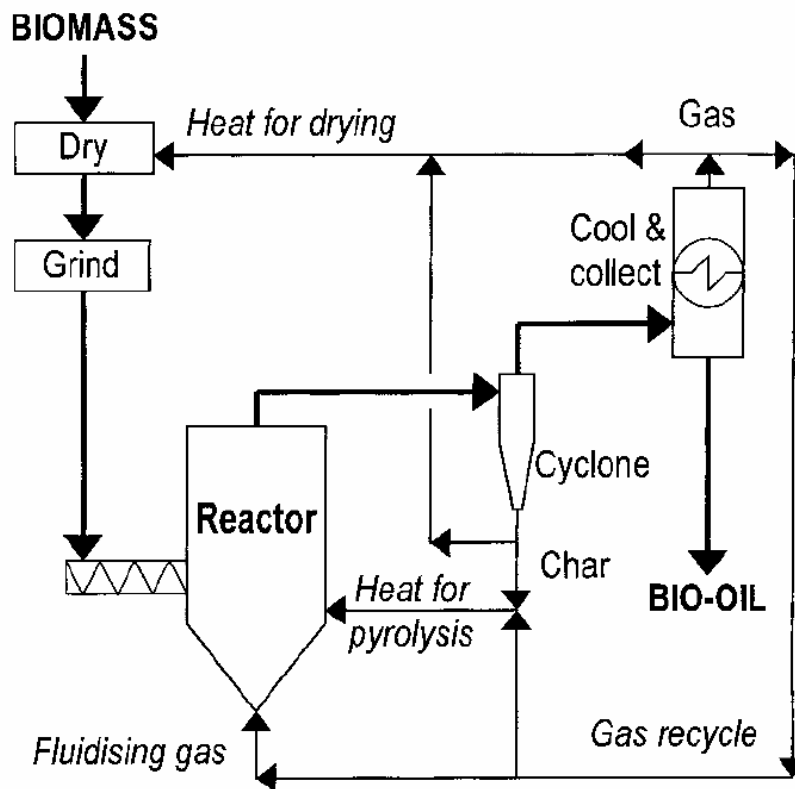 BIOMASS
Heat for drying
Gas
Dry
Grind
Cool &
collect
Cyclone
Reactor
Char
Heat for
pyrolysis
BIO-OIL
Fluidising gas
Gas recycle